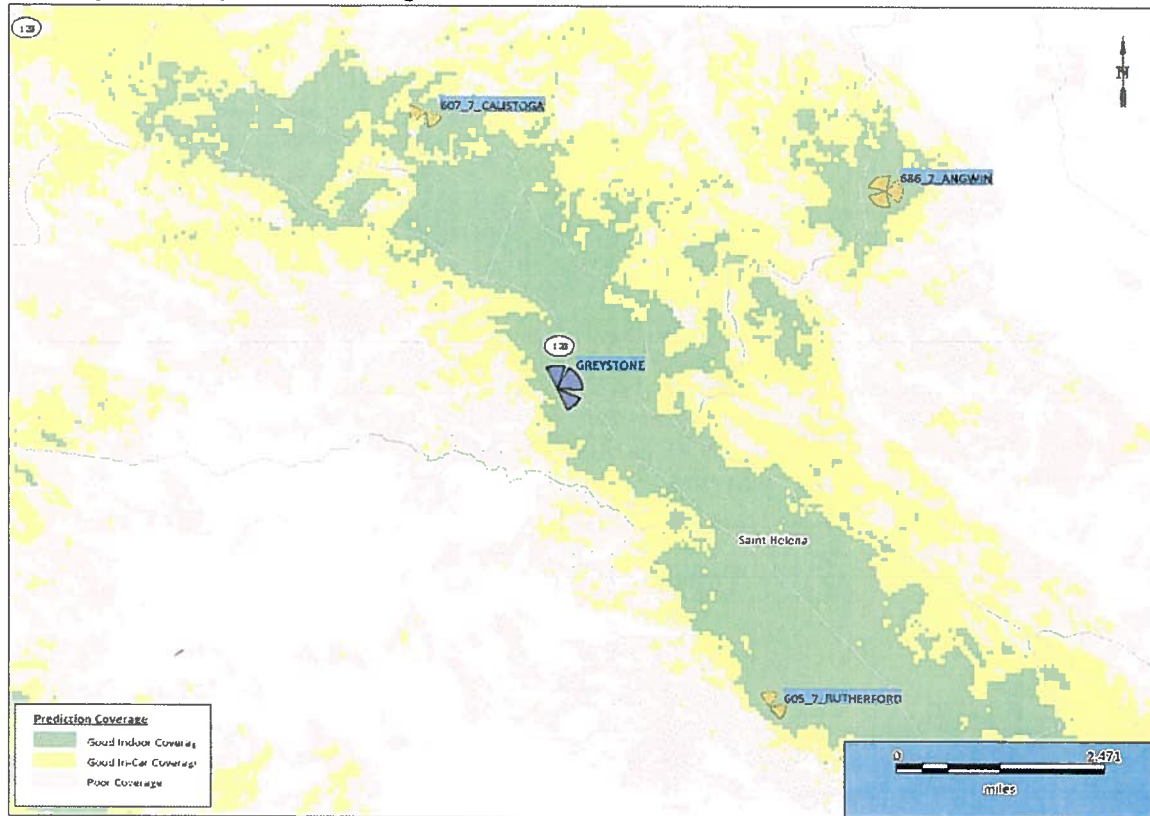 128
N
607_7_CALISTOGA
686_7_ANGWIN
128
GREYSTONE
Saint Helena
605_7_RUTHERFORD
Prediction Coverage
Good Indoor Coverag
Good In-Car Coverage
Poor Coverage
0 2.471
miles